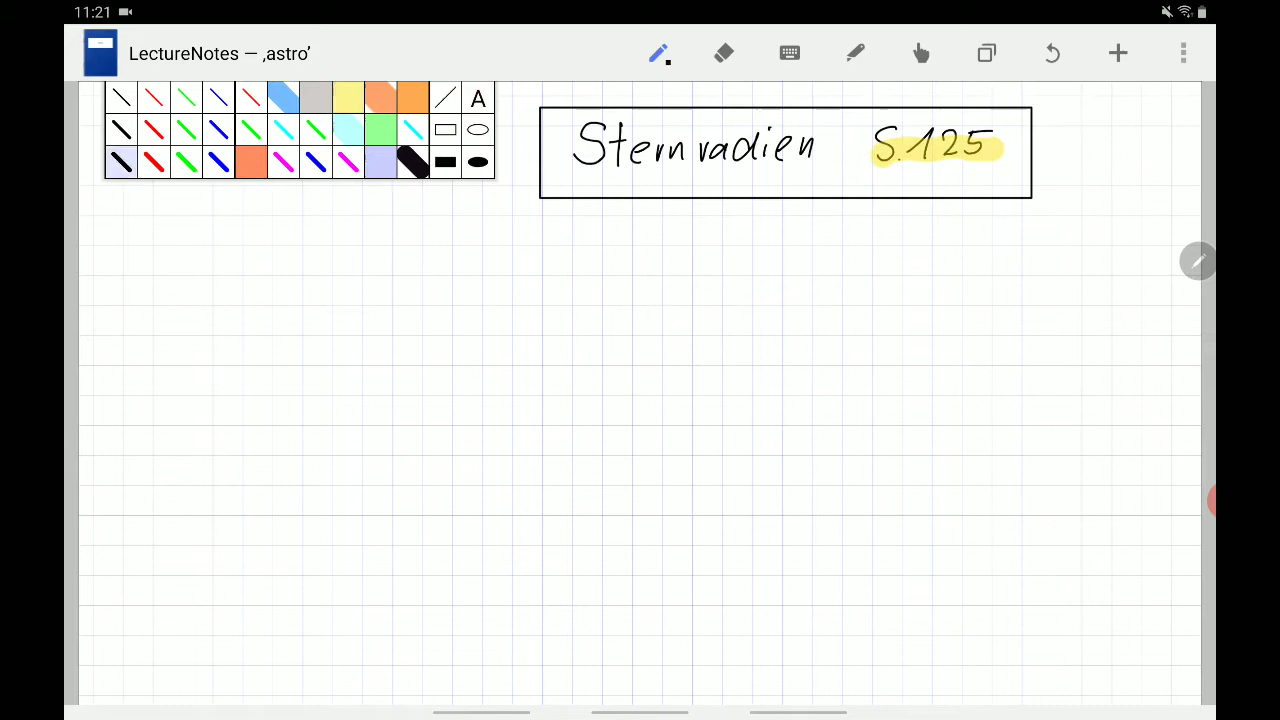 11:21
LectureNotes — ‚astro’
A
Sternradien S. 125